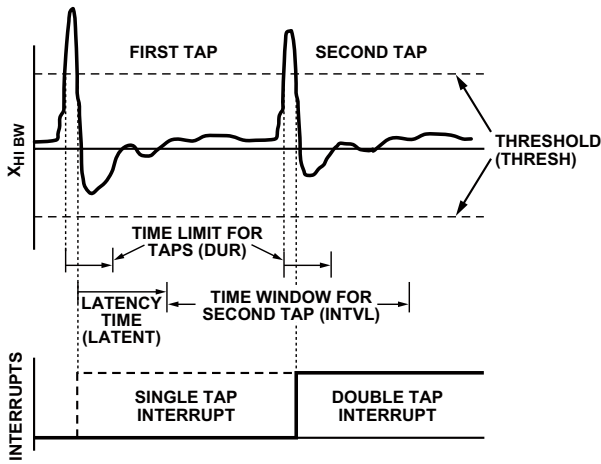 FIRST TAP
SECOND TAP
X HI BW
THRESHOLD
(THRESH)
TIME LIMIT FOR
TAPS (DUR)
LATENCY
TIME
(LATENT)
TIME WINDOW FOR
SECOND TAP (INTVL)
INTERRUPTS
SINGLE TAP
INTERRUPT
DOUBLE TAP
INTERRUPT